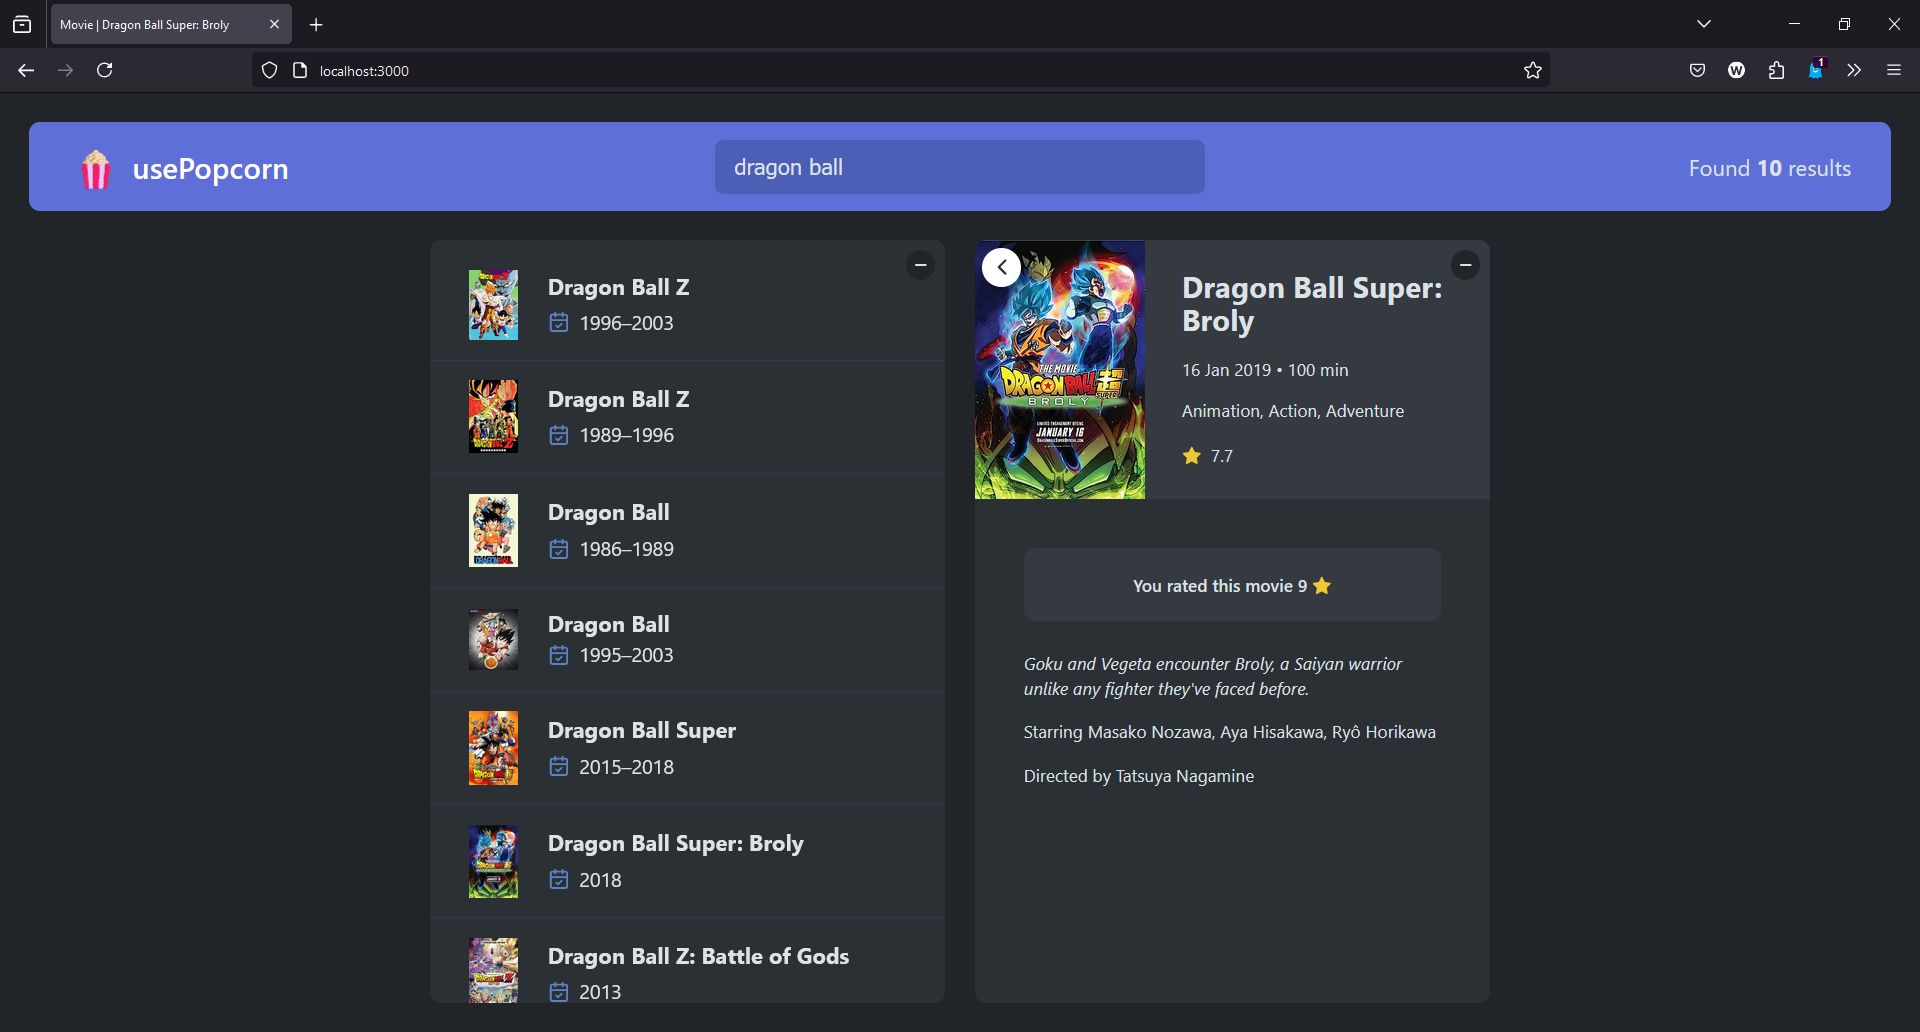 Movie | Dragon Ball Super: Broly
localhost:3000
1
usePopcorn
dragon ball
Found 10 results
Dragon Ball Z
1996–2003
Dragon Ball Z
1989–1996
Dragon Ball
1986–1989
Dragon Ball
1995–2003
Dragon Ball Super
2015–2018
Dragon Ball Super: Broly
2018
Dragon Ball Z: Battle of Gods
2013
THE MOVIE
DRAGON BALL 超
SUPER
BROLY
LIMITED ENGAGEMENT BEGINS
JANUARY 16
Dragon Ball Super:
Broly
16 Jan 2019 • 100 min
Animation, Action, Adventure
7.7
You rated this movie 9
Goku and Vegeta encounter Broly, a Saiyan warrior
unlike any fighter they've faced before.
Starring Masako Nozawa, Aya Hisakawa, Ryô Horikawa
Directed by Tatsuya Nagamine